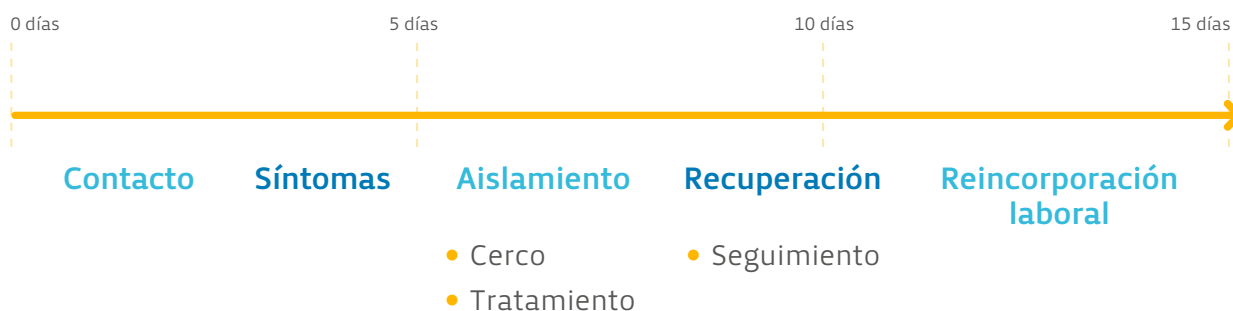 0 días
5 días
10 días
15 días
Contacto
Síntomas
Aislamiento
Recuperación
Reincorporación
laboral
• Cerco
• Tratamiento
• Seguimiento